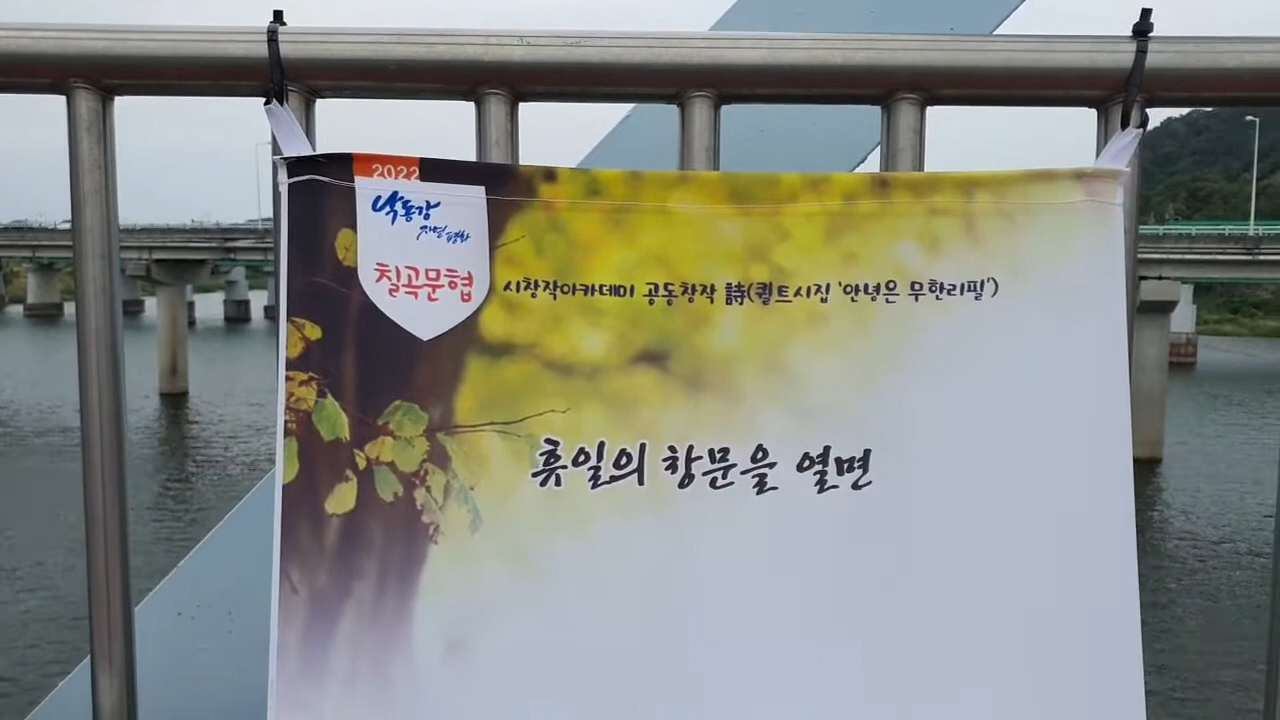 2022
낙동강
칠곡문협
시창작아카데미 공동창작 詩(퀼트시집 '안녕은 무한리필')
휴일의 창문을 열면